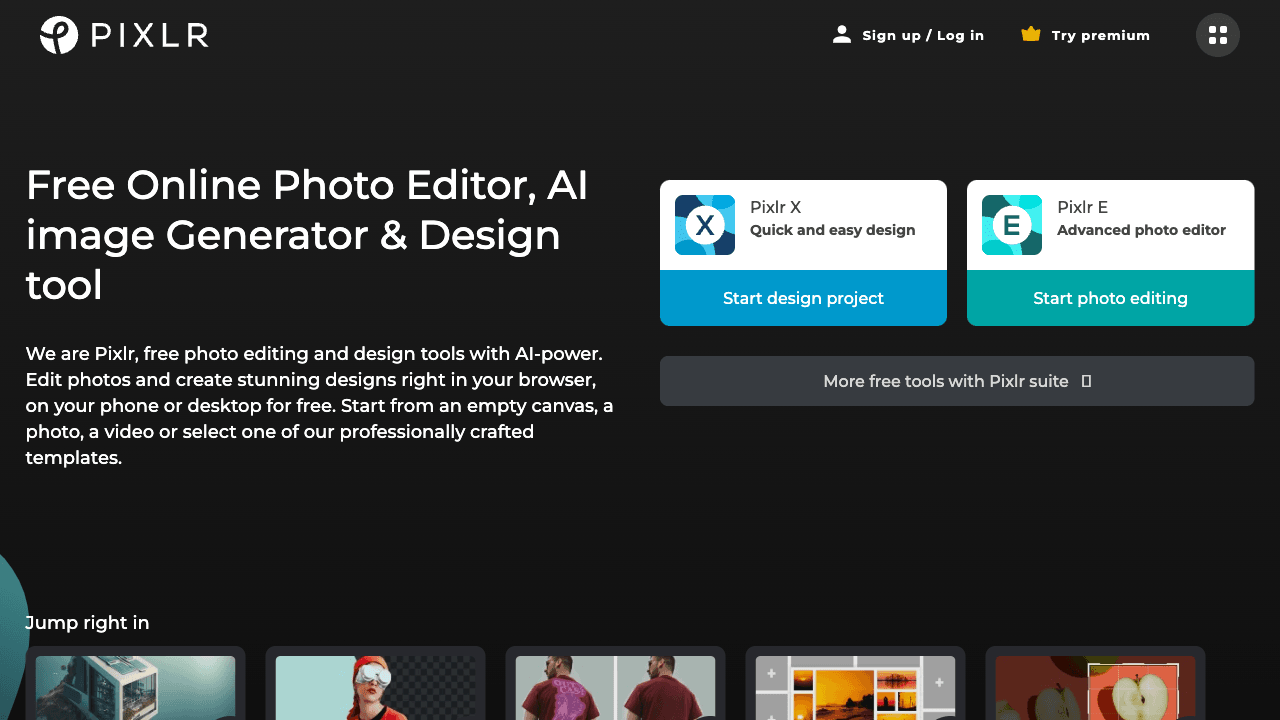 PIXLR
Sign up / Log in
Try premium
Free Online Photo Editor, AI
image Generator & Design
tool
We are Pixlr, free photo editing and design tools with AI-power.
Edit photos and create stunning designs right in your browser,
on your phone or desktop for free. Start from an empty canvas, a
photo, a video or select one of our professionally crafted
templates.
X
Pixlr X
Quick and easy design
Start design project
E
Pixlr E
Advanced photo editor
Start photo editing
More free tools with Pixlr suite
Jump right in